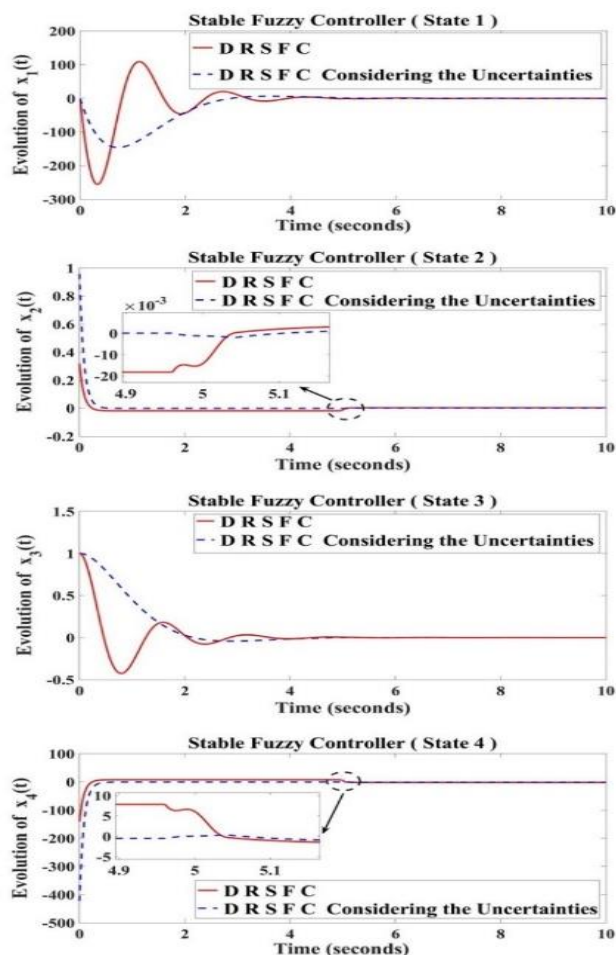 Stable Fuzzy Controller ( State 1 )
200
100
0
-100
-200
-300
Evolution of x1(t)
D R S F C
D R S F C Considering the Uncertainties
0 2 4 6 8 10
Time (seconds)
Stable Fuzzy Controller ( State 2 )
1
0.8
0.6
0.4
0.2
0
-0.2
Evolution of x2(t)
D R S F C
D R S F C Considering the Uncertainties
×10-3
0
-10
-20
4.9 5 5.1
0 2 4 6 8 10
Time (seconds)
Stable Fuzzy Controller ( State 3 )
1.5
1
0.5
0
-0.5
Evolution of x3(t)
D R S F C
D R S F C Considering the Uncertainties
0 2 4 6 8 10
Time (seconds)
Stable Fuzzy Controller ( State 4 )
100
0
-100
-200
-300
-400
-500
Evolution of x4(t)
10
5
0
-5
4.9 5 5.1
D R S F C
D R S F C Considering the Uncertainties
0 2 4 6 8 10
Time (seconds)